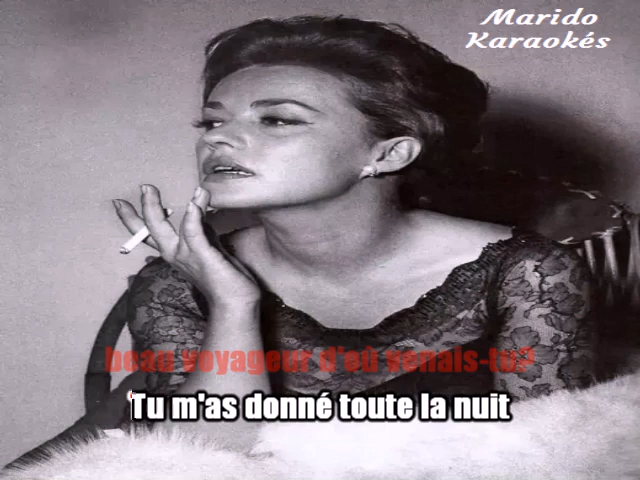 Marido
Karaokés
beau voyageur d'où venais-tu?
Tu m'as donné toute la nuit